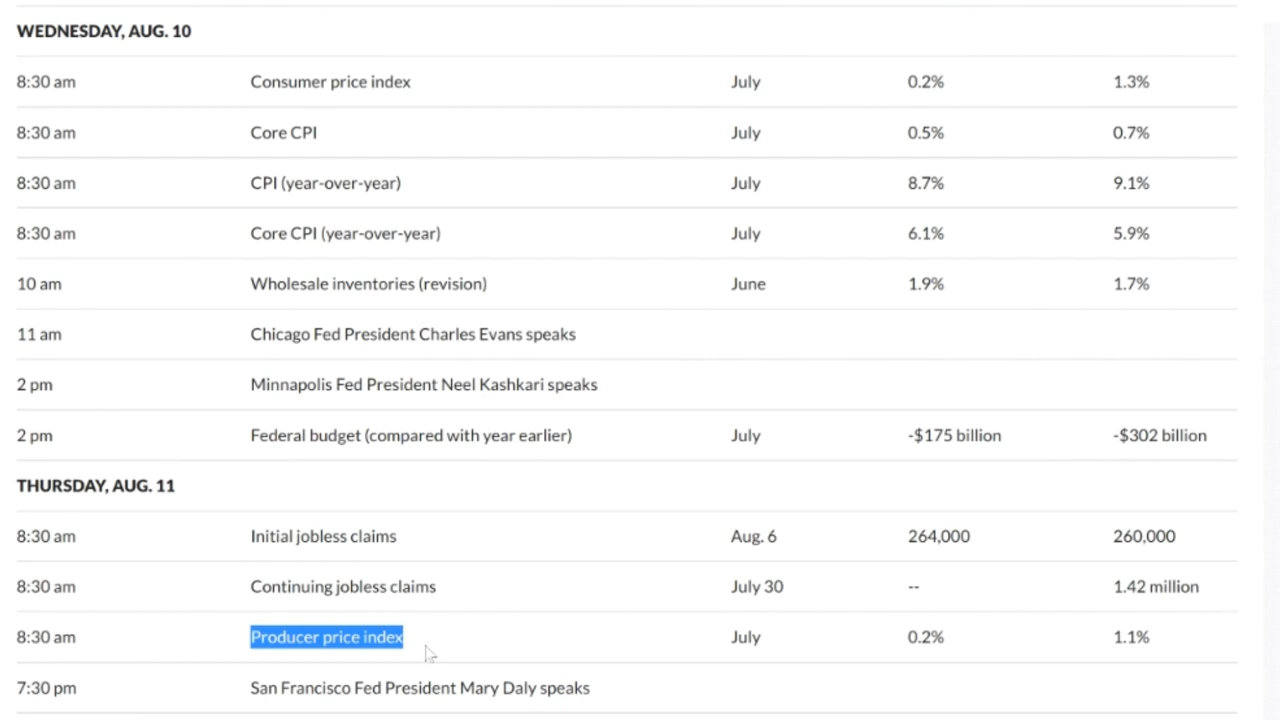 WEDNESDAY, AUG. 10
8:30 am Consumer price index July 0.2% 1.3%
8:30 am Core CPI July 0.5% 0.7%
8:30 am CPI (year-over-year) July 8.7% 9.1%
8:30 am Core CPI (year-over-year) July 6.1% 5.9%
10 am Wholesale inventories (revision) June 1.9% 1.7%
11 am Chicago Fed President Charles Evans speaks
2 pm Minnapolis Fed President Neel Kashkari speaks
2 pm Federal budget (compared with year earlier) July -$175 billion -$302 billion
THURSDAY, AUG. 11
8:30 am Initial jobless claims Aug. 6 264,000 260,000
8:30 am Continuing jobless claims July 30 -- 1.42 million
8:30 am Producer price index July 0.2% 1.1%
7:30 pm San Francisco Fed President Mary Daly speaks